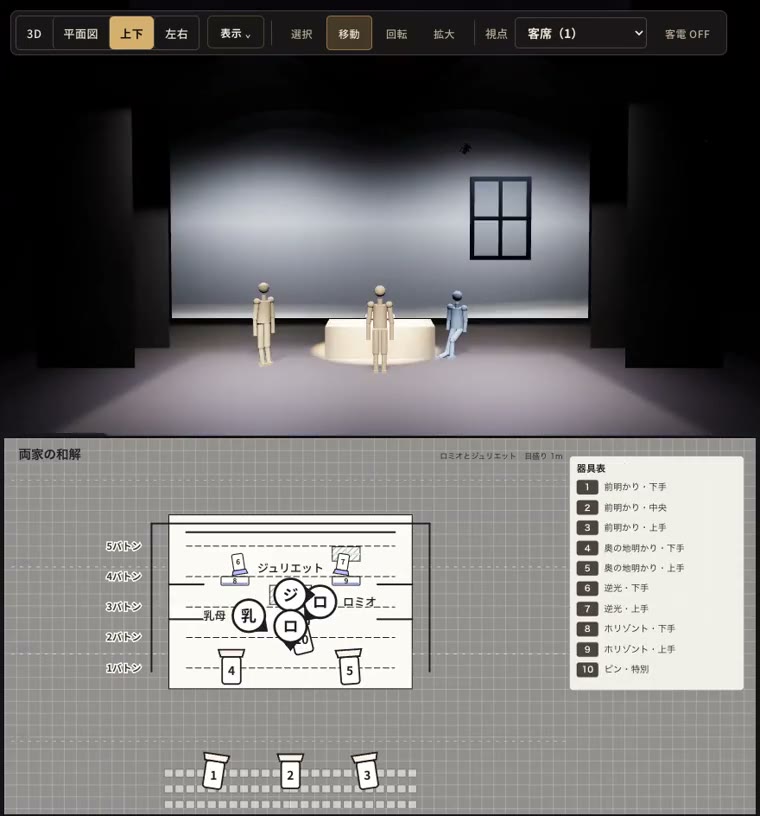 3D 平面図 上下 左右 表示 選択 移動 回転 拡大 視点 客席（1） 客電 OFF
両家の和解
ロミオとジュリエット 目盛り 1m
器具表
1 前明かり・下手
2 前明かり・中央
3 前明かり・上手
4 奥の地明かり・下手
5 奥の地明かり・上手
6 逆光・下手
7 逆光・上手
8 ホリゾント・下手
9 ホリゾント・上手
10 ピン・特別
5バトン
6 7
ジュリエット
4バトン
8 9
ジ
ロ ロミオ
3バトン
乳母 乳
ロ
2バトン
10
1バトン
4 5
1 2 3